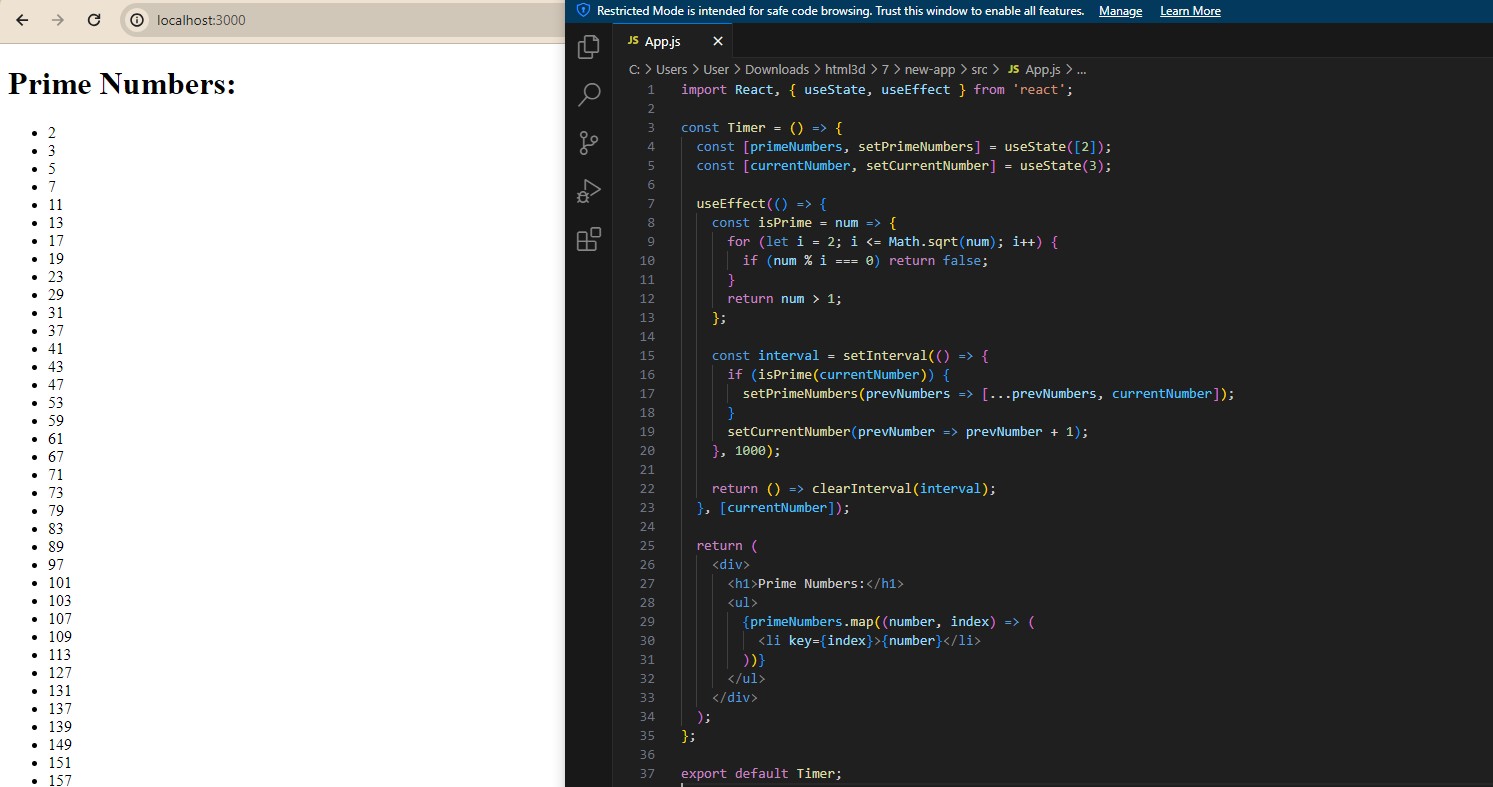 localhost:3000
Prime Numbers:
2
3
5
7
11
13
17
19
23
29
31
37
41
43
47
53
59
61
67
71
73
79
83
89
97
101
103
107
109
113
127
131
137
139
149
151
157
Restricted Mode is intended for safe code browsing. Trust this window to enable all features. Manage Learn More
JS App.js ×
C: > Users > User > Downloads > html3d > 7 > new-app > src > JS App.js > ...
1 import React, { useState, useEffect } from 'react';
2
3 const Timer = () => {
4   const [primeNumbers, setPrimeNumbers] = useState([2]);
5   const [currentNumber, setCurrentNumber] = useState(3);
6
7   useEffect(() => {
8     const isPrime = num => {
9       for (let i = 2; i <= Math.sqrt(num); i++) {
10         if (num % i === 0) return false;
11       }
12       return num > 1;
13     };
14
15     const interval = setInterval(() => {
16       if (isPrime(currentNumber)) {
17         setPrimeNumbers(prevNumbers => [...prevNumbers, currentNumber]);
18       }
19       setCurrentNumber(prevNumber => prevNumber + 1);
20     }, 1000);
21
22     return () => clearInterval(interval);
23   }, [currentNumber]);
24
25   return (
26     <div>
27       <h1>Prime Numbers:</h1>
28       <ul>
29         {primeNumbers.map((number, index) => (
30           <li key={index}>{number}</li>
31         ))}
32       </ul>
33     </div>
34   );
35 };
36
37 export default Timer;